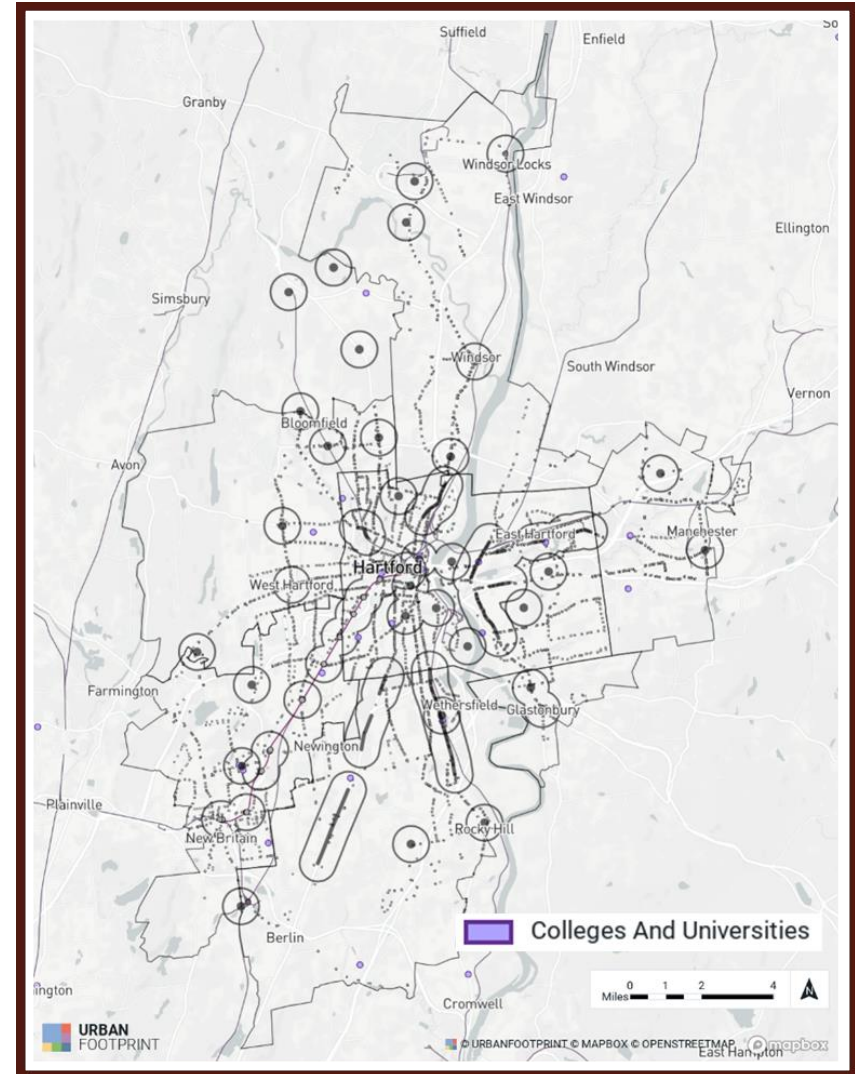 So
Suffield
Enfield
Granby
Windsor Locks
East Windsor
Ellington
Simsbury
Windsor
South Windsor
Vernon
Bloomfield
Avon
East Hartford
Manchester
Hartford
West Hartford
Farmington
Wethersfield
Glastonbury
Newington
Plainville
Rocky Hill
New Britain
Colleges And Universities
Berlin
ington
Miles 0 1 2 4
N
Cromwell
URBAN
FOOTPRINT
© URBANFOOTPRINT © MAPBOX © OPENSTREETMAP
mapbox
East Hampton